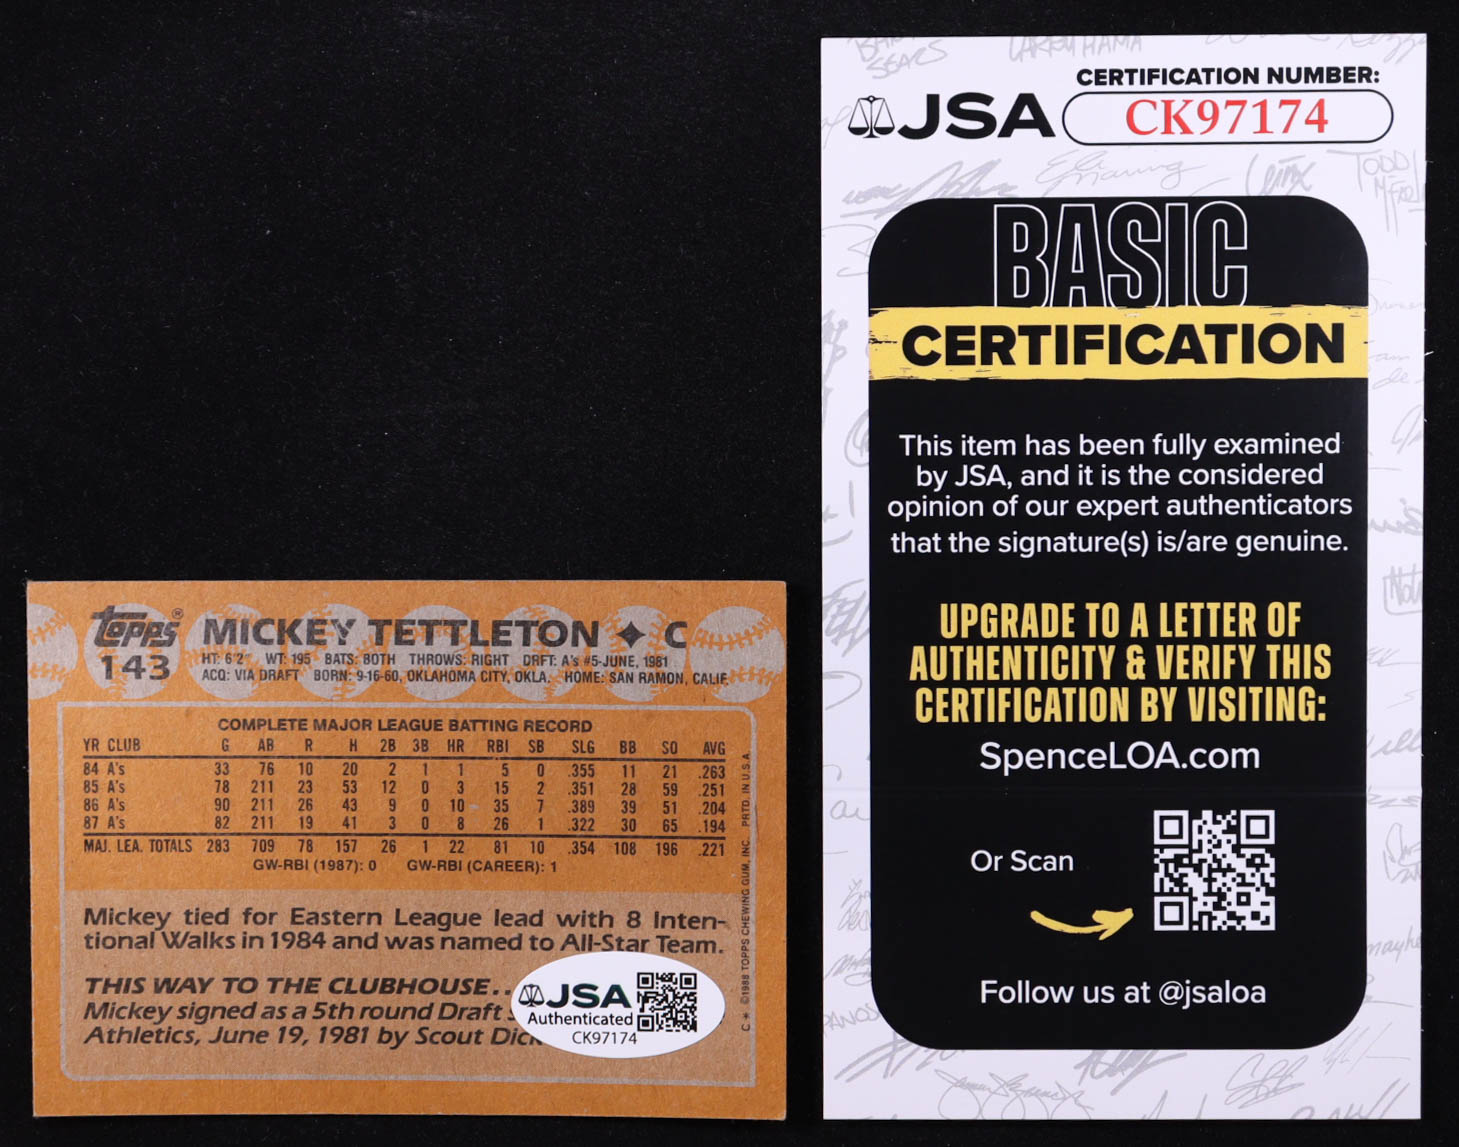 topps® MICKEY TETTLETON ✦ C
143 HT: 6'2" WT: 195 BATS: BOTH THROWS: RIGHT DRFT: A's #5-JUNE, 1981
ACQ: VIA DRAFT BORN: 9-16-60, OKLAHOMA CITY, OKLA. HOME: SAN RAMON, CALIF.
COMPLETE MAJOR LEAGUE BATTING RECORD
YR CLUB G AB R H 2B 3B HR RBI SB SLG BB SO AVG
84 A's 33 76 10 20 2 1 1 5 0 .355 11 21 .263
85 A's 78 211 23 53 12 0 3 15 2 .351 28 59 .251
86 A's 90 211 26 43 9 0 10 35 7 .389 39 51 .204
87 A's 82 211 19 41 3 0 8 26 1 .322 30 65 .194
MAJ. LEA. TOTALS 283 709 78 157 26 1 22 81 10 .354 108 196 .221
GW-RBI (1987): 0 GW-RBI (CAREER): 1
Mickey tied for Eastern League lead with 8 Inten-
tional Walks in 1984 and was named to All-Star Team.
THIS WAY TO THE CLUBHOUSE..
Mickey signed as a 5th round Draft
Athletics, June 19, 1981 by Scout Dick
C * ©1988 TOPPS CHEWING GUM, INC. PRTD. IN U.S.A.
JSA
Authenticated
CK97174
CERTIFICATION NUMBER:
JSA CK97174
BASIC
CERTIFICATION
This item has been fully examined
by JSA, and it is the considered
opinion of our expert authenticators
that the signature(s) is/are genuine.
UPGRADE TO A LETTER OF
AUTHENTICITY & VERIFY THIS
CERTIFICATION BY VISITING:
SpenceLOA.com
Or Scan
Follow us at @jsaloa